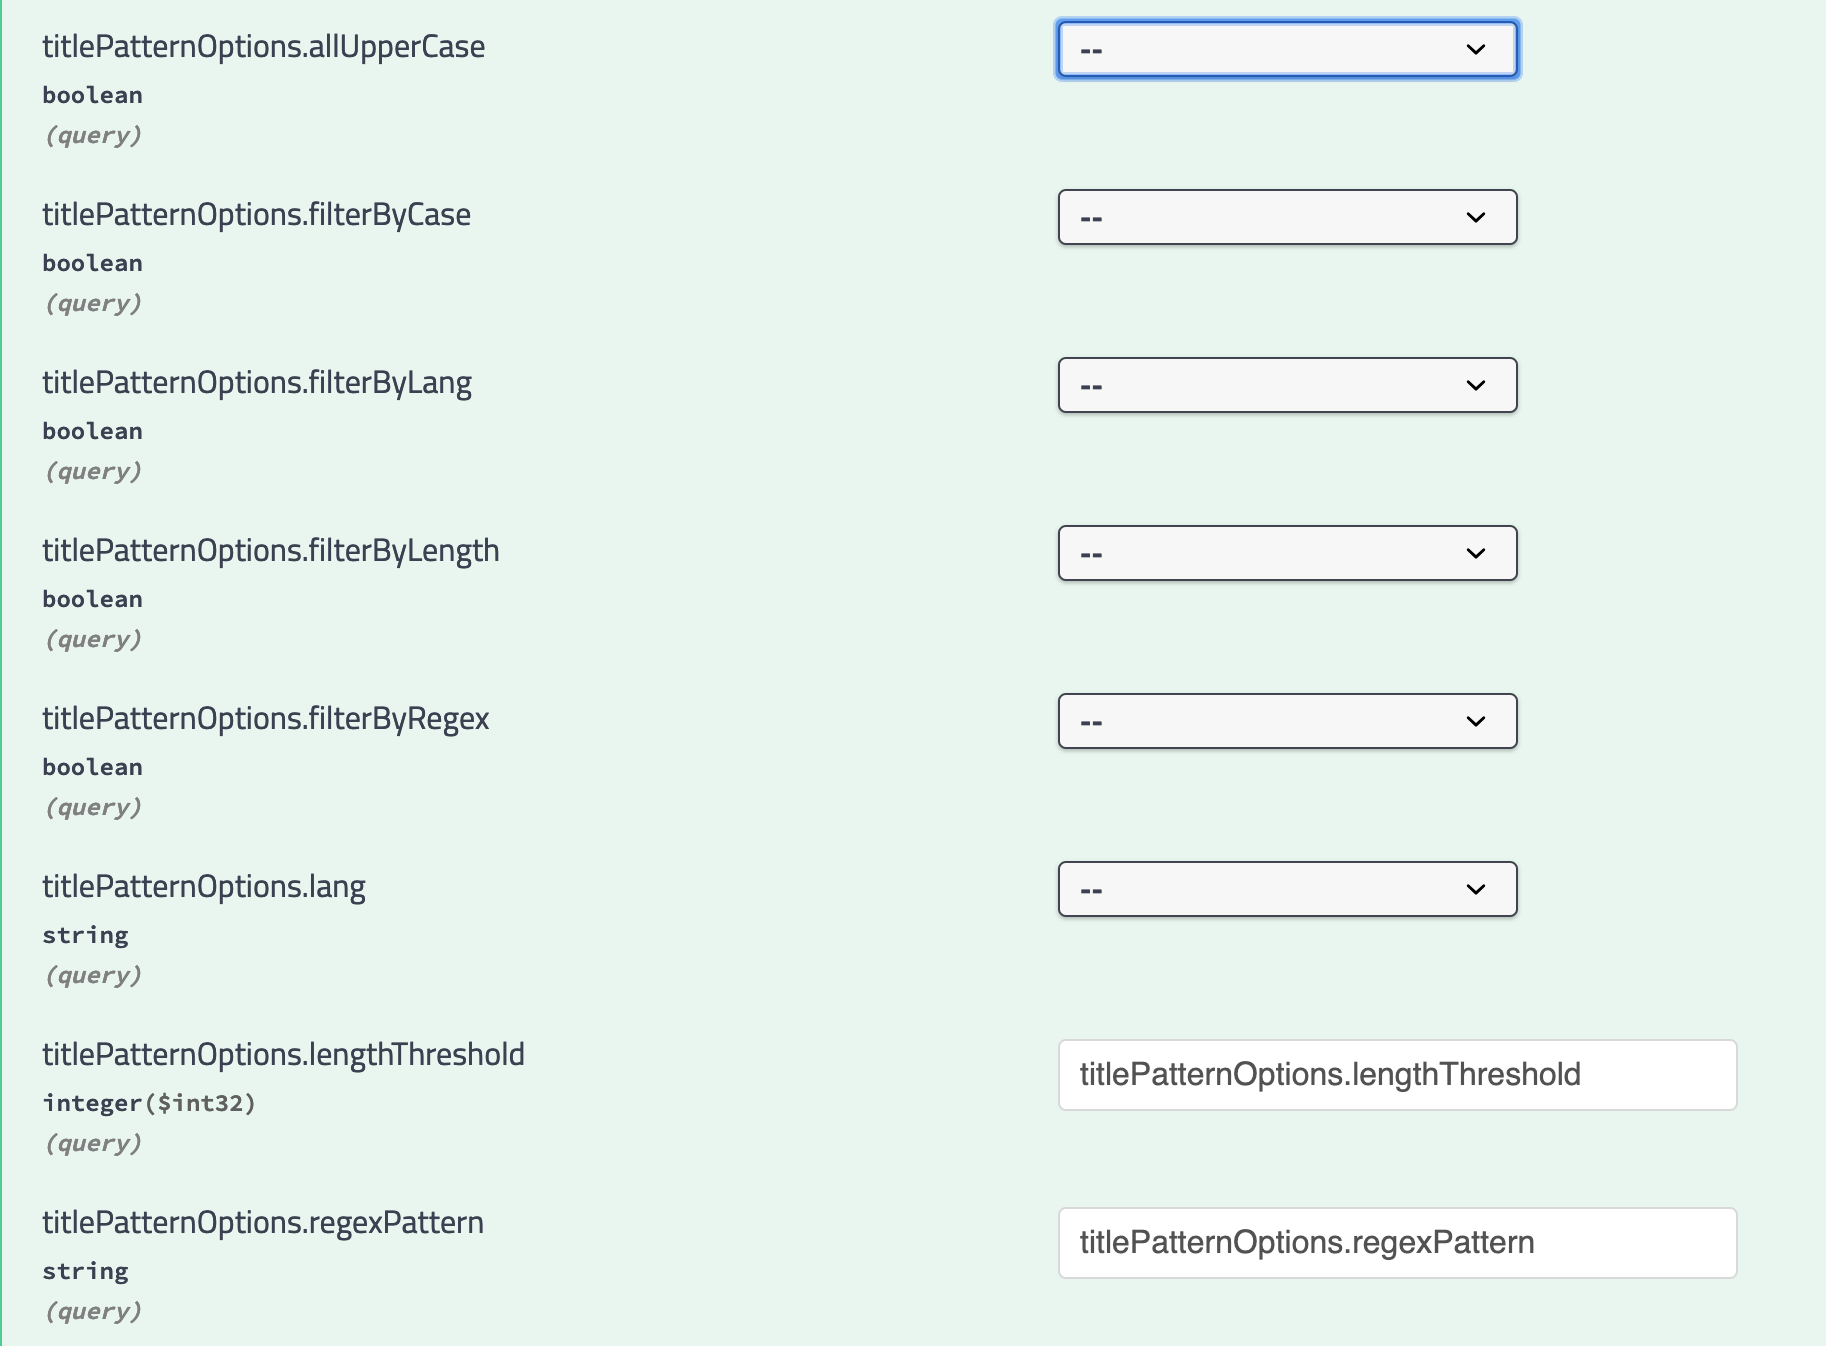 titlePatternOptions.allUpperCase
--
boolean
(query)
titlePatternOptions.filterByCase
--
boolean
(query)
titlePatternOptions.filterByLang
--
boolean
(query)
titlePatternOptions.filterByLength
--
boolean
(query)
titlePatternOptions.filterByRegex
--
boolean
(query)
titlePatternOptions.lang
--
string
(query)
titlePatternOptions.lengthThreshold
titlePatternOptions.lengthThreshold
integer($int32)
(query)
titlePatternOptions.regexPattern
titlePatternOptions.regexPattern
string
(query)